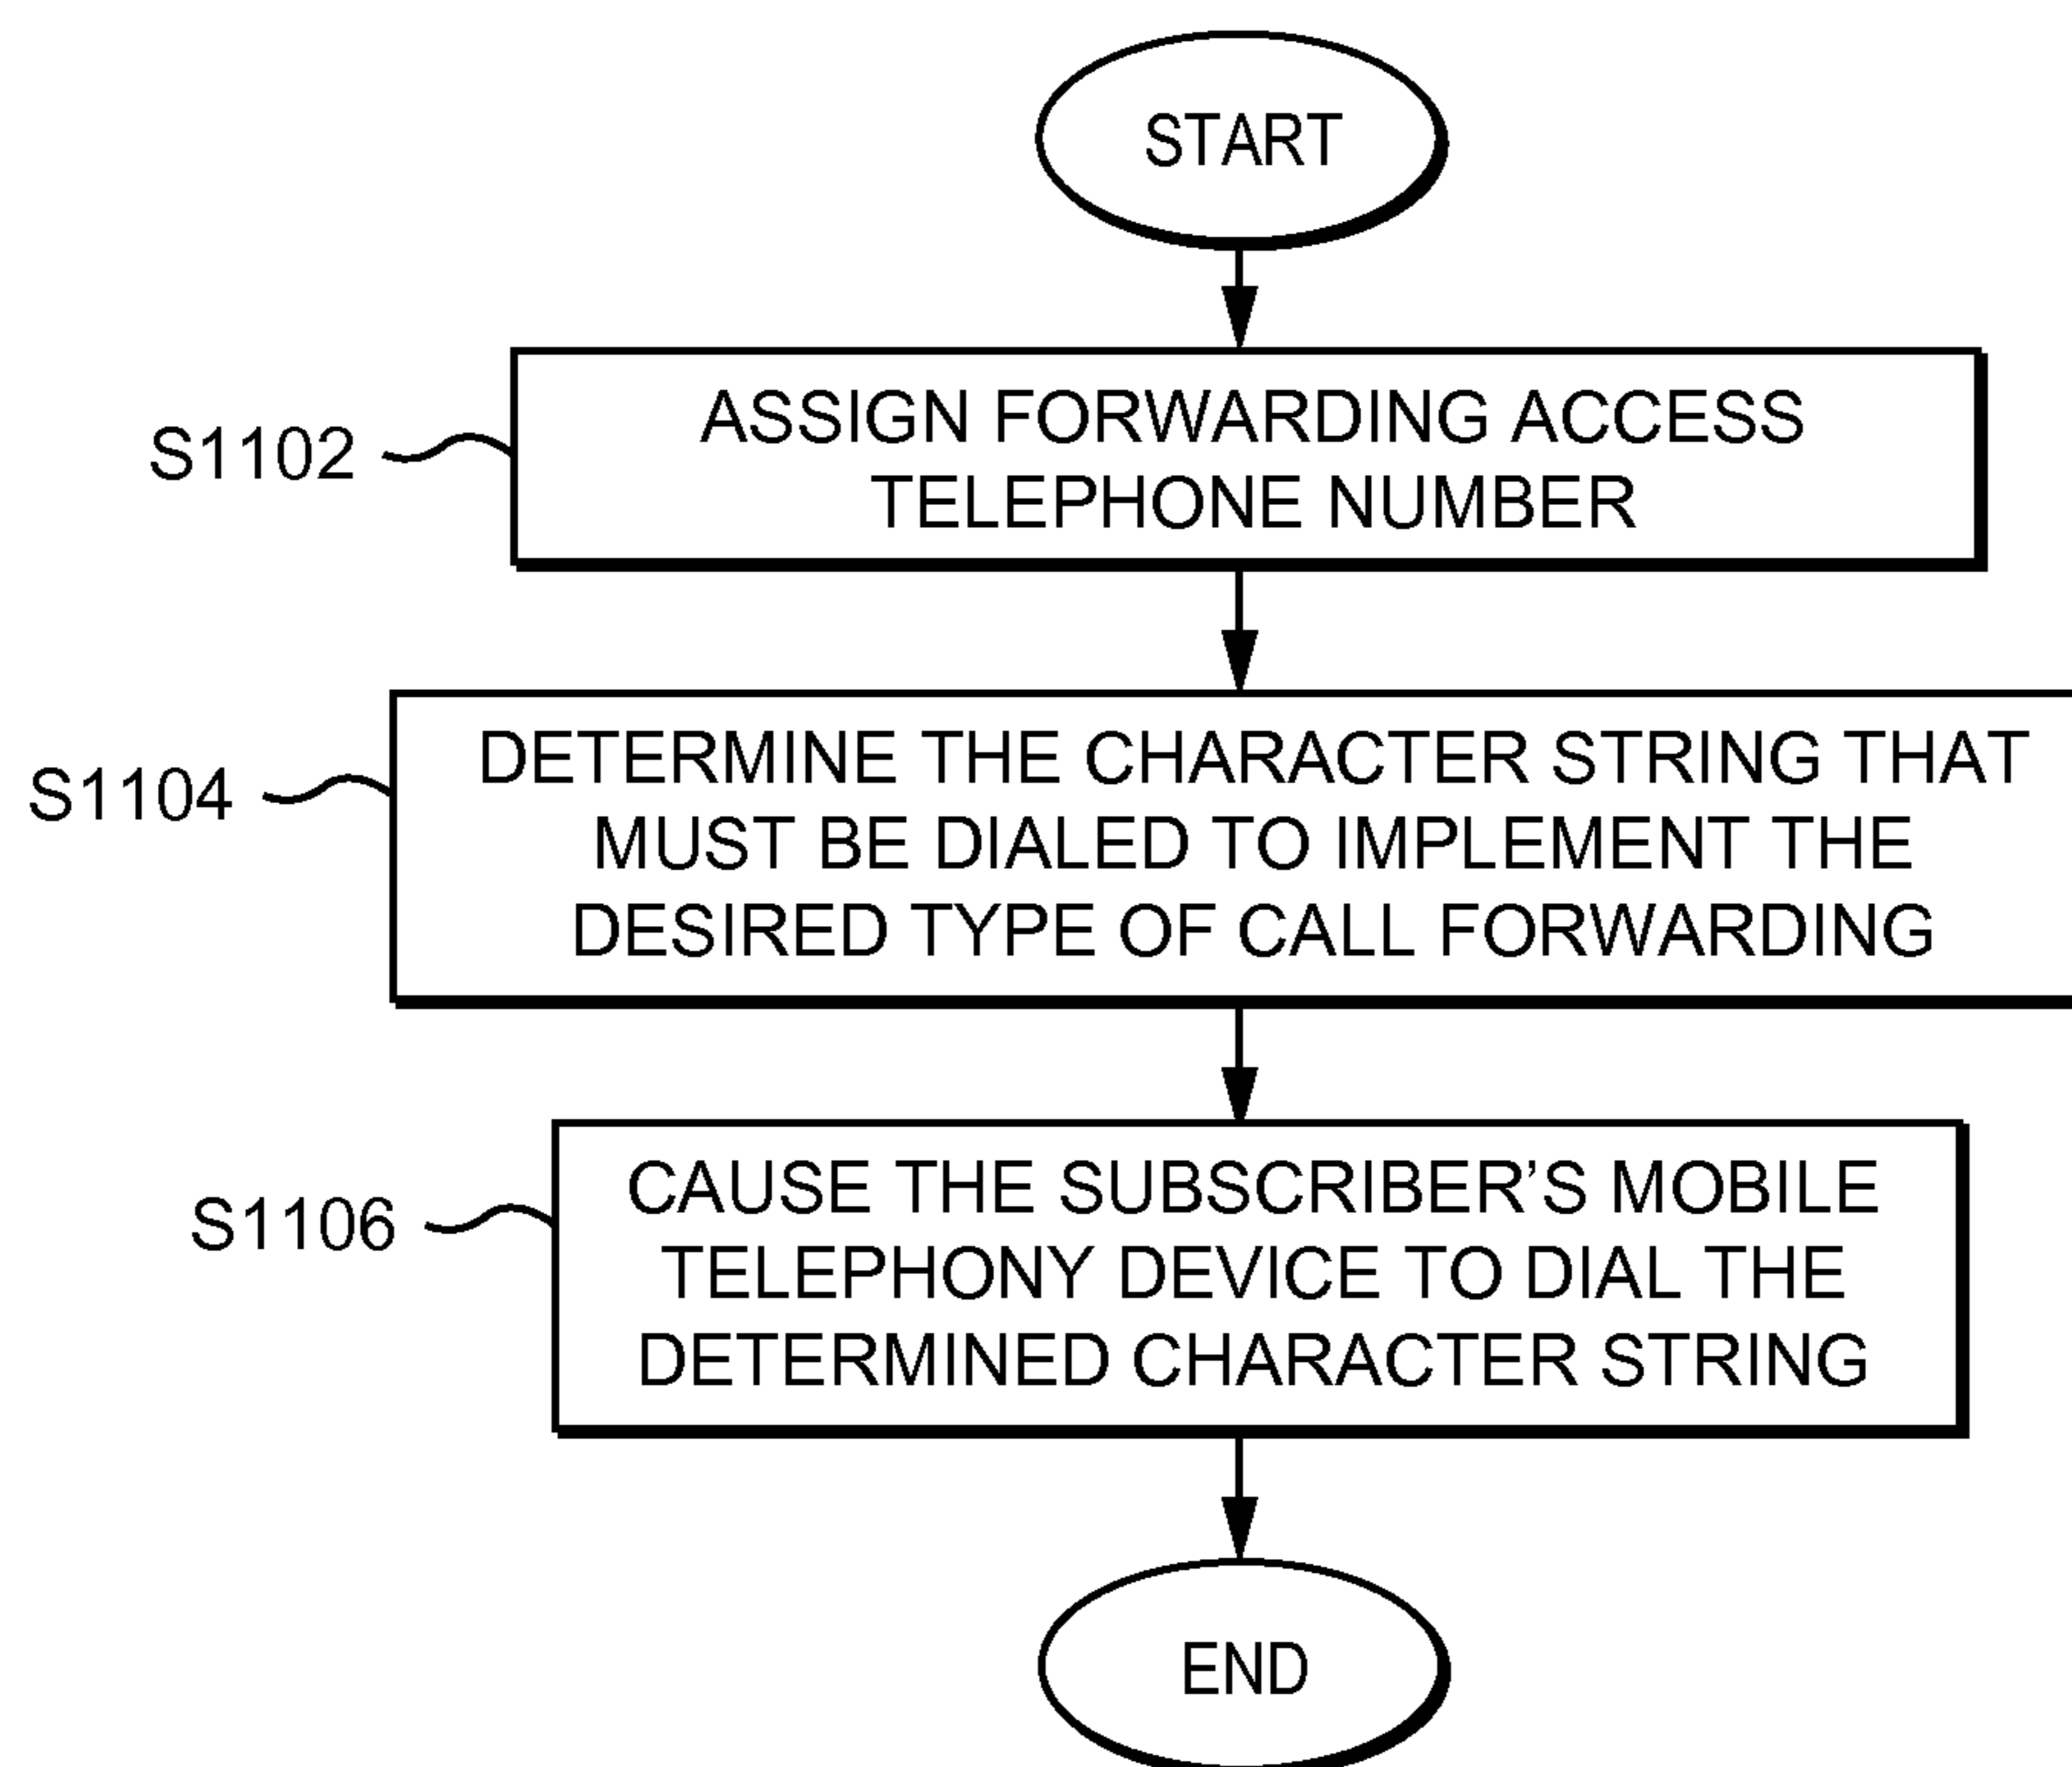 START
S1102
ASSIGN FORWARDING ACCESS
TELEPHONE NUMBER
S1104
DETERMINE THE CHARACTER STRING THAT
MUST BE DIALED TO IMPLEMENT THE
DESIRED TYPE OF CALL FORWARDING
S1106
CAUSE THE SUBSCRIBER’S MOBILE
TELEPHONY DEVICE TO DIAL THE
DETERMINED CHARACTER STRING
END